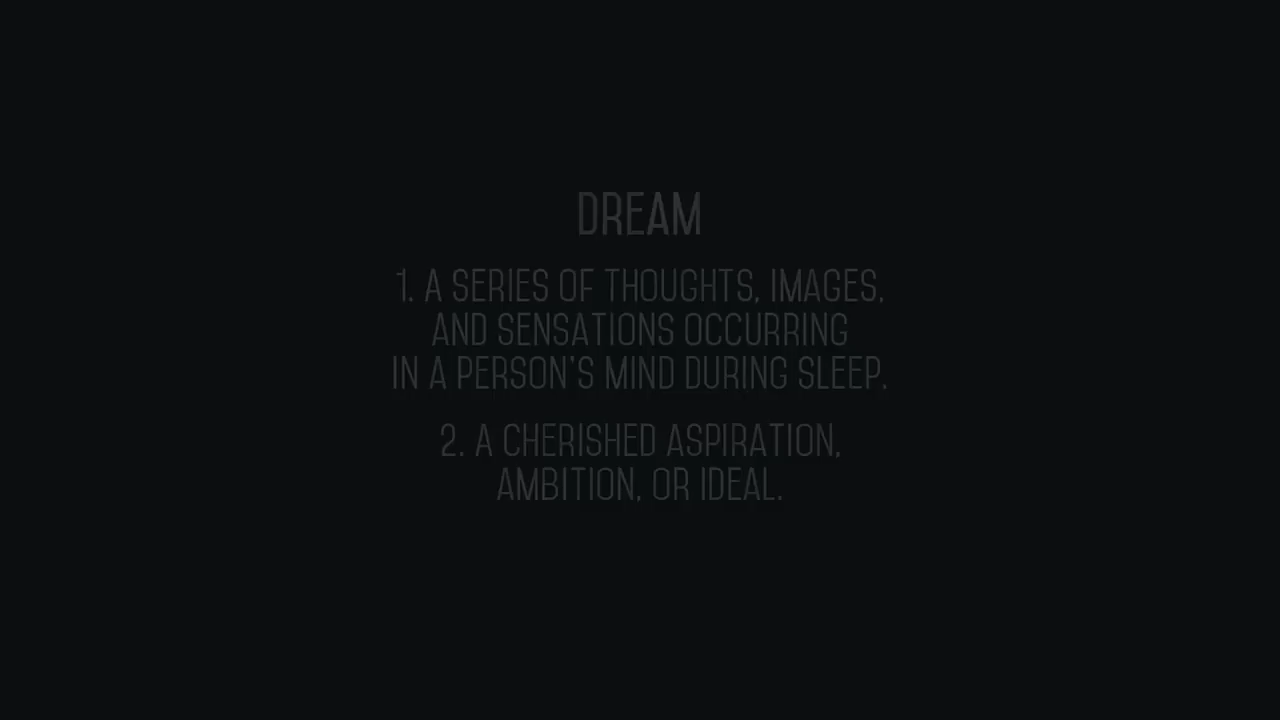 DREAM
1. A SERIES OF THOUGHTS, IMAGES,
AND SENSATIONS OCCURRING
IN A PERSON'S MIND DURING SLEEP.
2. A CHERISHED ASPIRATION,
AMBITION, OR IDEAL.